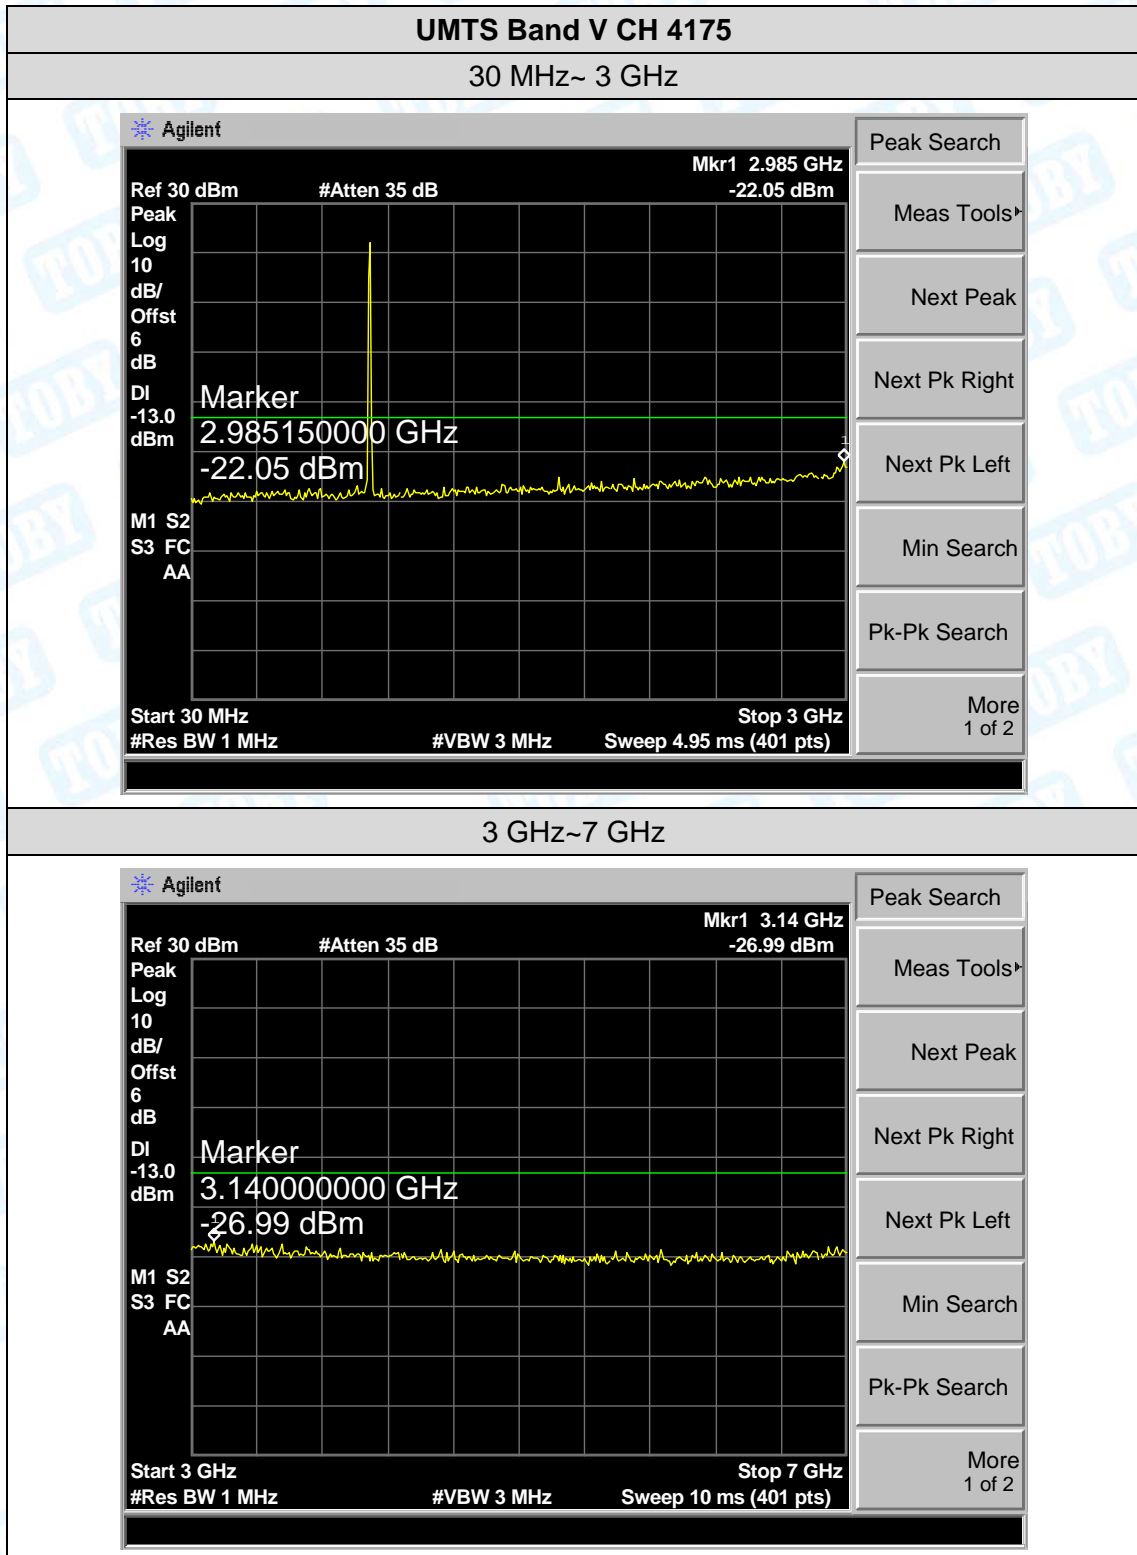 UMTS Band V CH 4175
30 MHz~ 3 GHz
Agilent
Peak Search
Mkr1 2.985 GHz
Ref 30 dBm #Atten 35 dB -22.05 dBm
Peak
Log
10
dB/
Offst
6
dB
DI
-13.0
dBm
Marker
2.985150000 GHz
-22.05 dBm
1
M1 S2
S3 FC
AA
Start 30 MHz Stop 3 GHz
#Res BW 1 MHz #VBW 3 MHz Sweep 4.95 ms (401 pts)
Meas Tools
Next Peak
Next Pk Right
Next Pk Left
Min Search
Pk-Pk Search
More
1 of 2
3 GHz~7 GHz
Agilent
Peak Search
Mkr1 3.14 GHz
Ref 30 dBm #Atten 35 dB -26.99 dBm
Peak
Log
10
dB/
Offst
6
dB
DI
-13.0
dBm
Marker
3.140000000 GHz
-26.99 dBm
1
M1 S2
S3 FC
AA
Start 3 GHz Stop 7 GHz
#Res BW 1 MHz #VBW 3 MHz Sweep 10 ms (401 pts)
Meas Tools
Next Peak
Next Pk Right
Next Pk Left
Min Search
Pk-Pk Search
More
1 of 2
TOBY